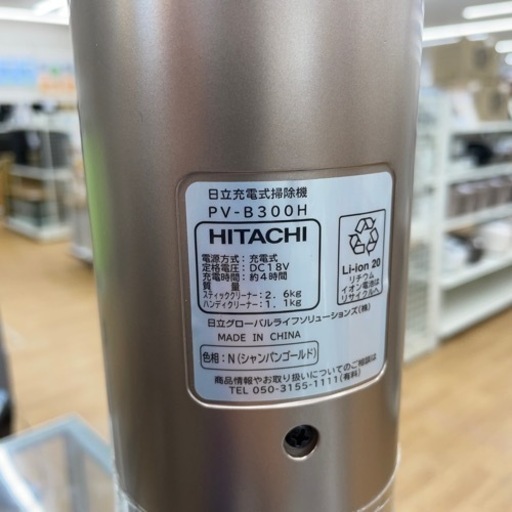 日立充電式掃除機
PV-B300H
HITACHI
電源方式: 充電式
定格電圧: DC18V
充電時間: 約4時間
質　　量
スティッククリーナー: 2. 6kg
ハンディクリーナー: 1. 1kg
Li-ion 20
リチウム
イオン電池は
リサイクルへ
日立グローバルライフソリューションズ(株)
MADE IN CHINA
色相: N (シャンパンゴールド)
商品情報やお取り扱いについてのご相談は
TEL 050-3155-1111(有料)